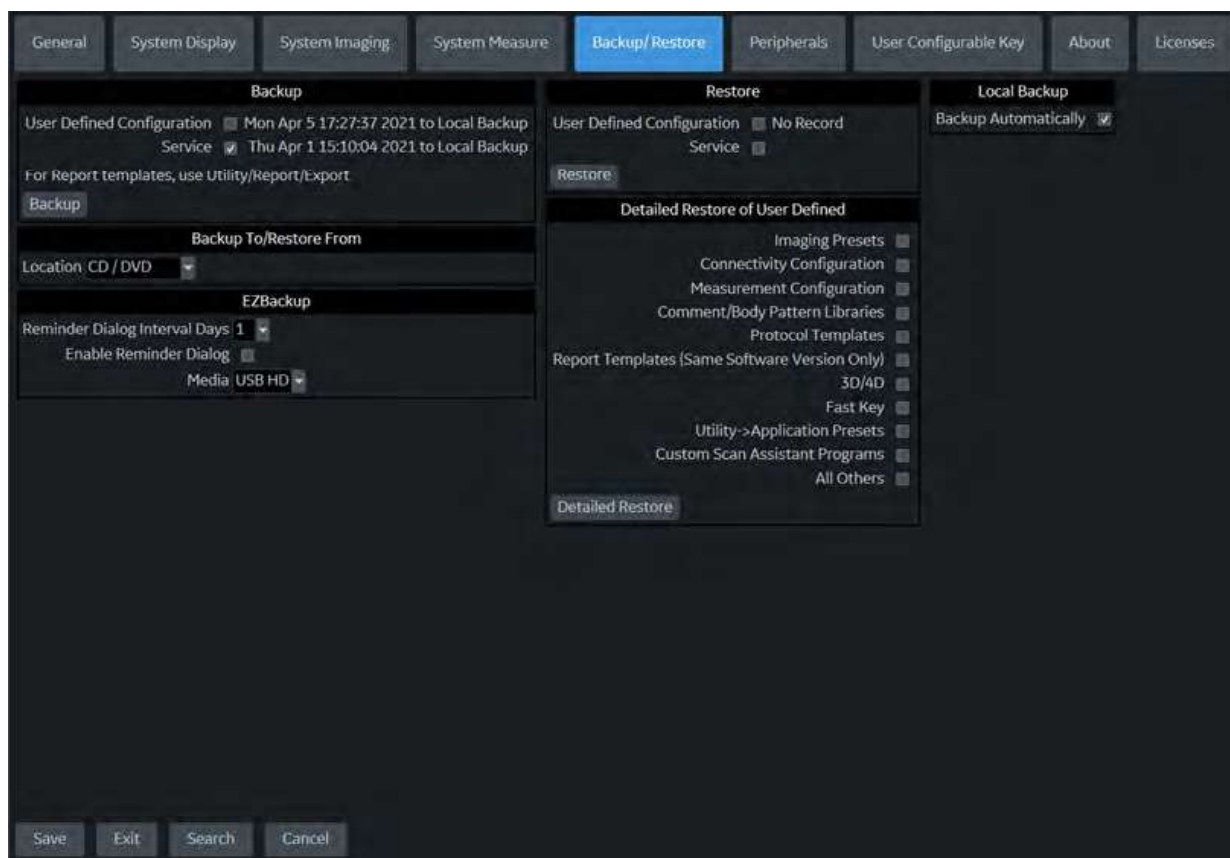 General System Display System Imaging System Measure Backup/Restore Peripherals User Configurable Key About Licenses
Backup
User Defined Configuration Mon Apr 5 17:27:37 2021 to Local Backup
Service Thu Apr 1 15:10:04 2021 to Local Backup
For Report templates, use Utility/Report/Export
Backup
Backup To/Restore From
Location CD / DVD
EZBackup
Reminder Dialog Interval Days 1
Enable Reminder Dialog
Media USB HD
Restore
User Defined Configuration No Record
Service
Restore
Detailed Restore of User Defined
Imaging Presets
Connectivity Configuration
Measurement Configuration
Comment/Body Pattern Libraries
Protocol Templates
Report Templates (Same Software Version Only)
3D/4D
Fast Key
Utility->Application Presets
Custom Scan Assistant Programs
All Others
Detailed Restore
Local Backup
Backup Automatically
Save Exit Search Cancel